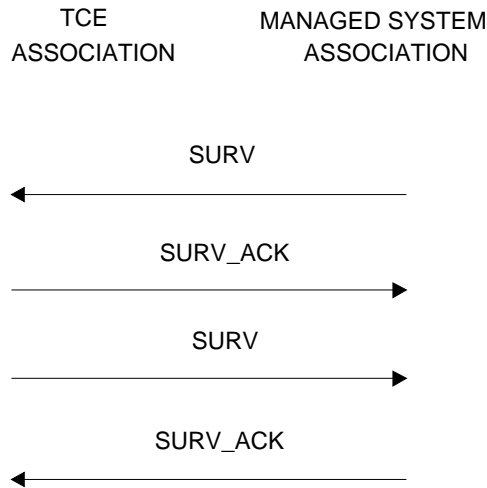 TCE
ASSOCIATION
MANAGED SYSTEM
ASSOCIATION
SURV
SURV_ACK
SURV
SURV_ACK